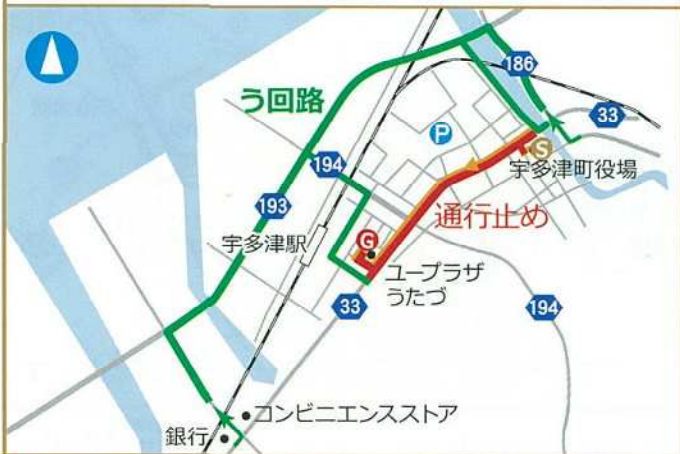 186
33
う回路
P
S
宇多津町役場
194
193
通行止め
宇多津駅
G
ユープラザ
うたづ
33
194
コンビニエンスストア
銀行